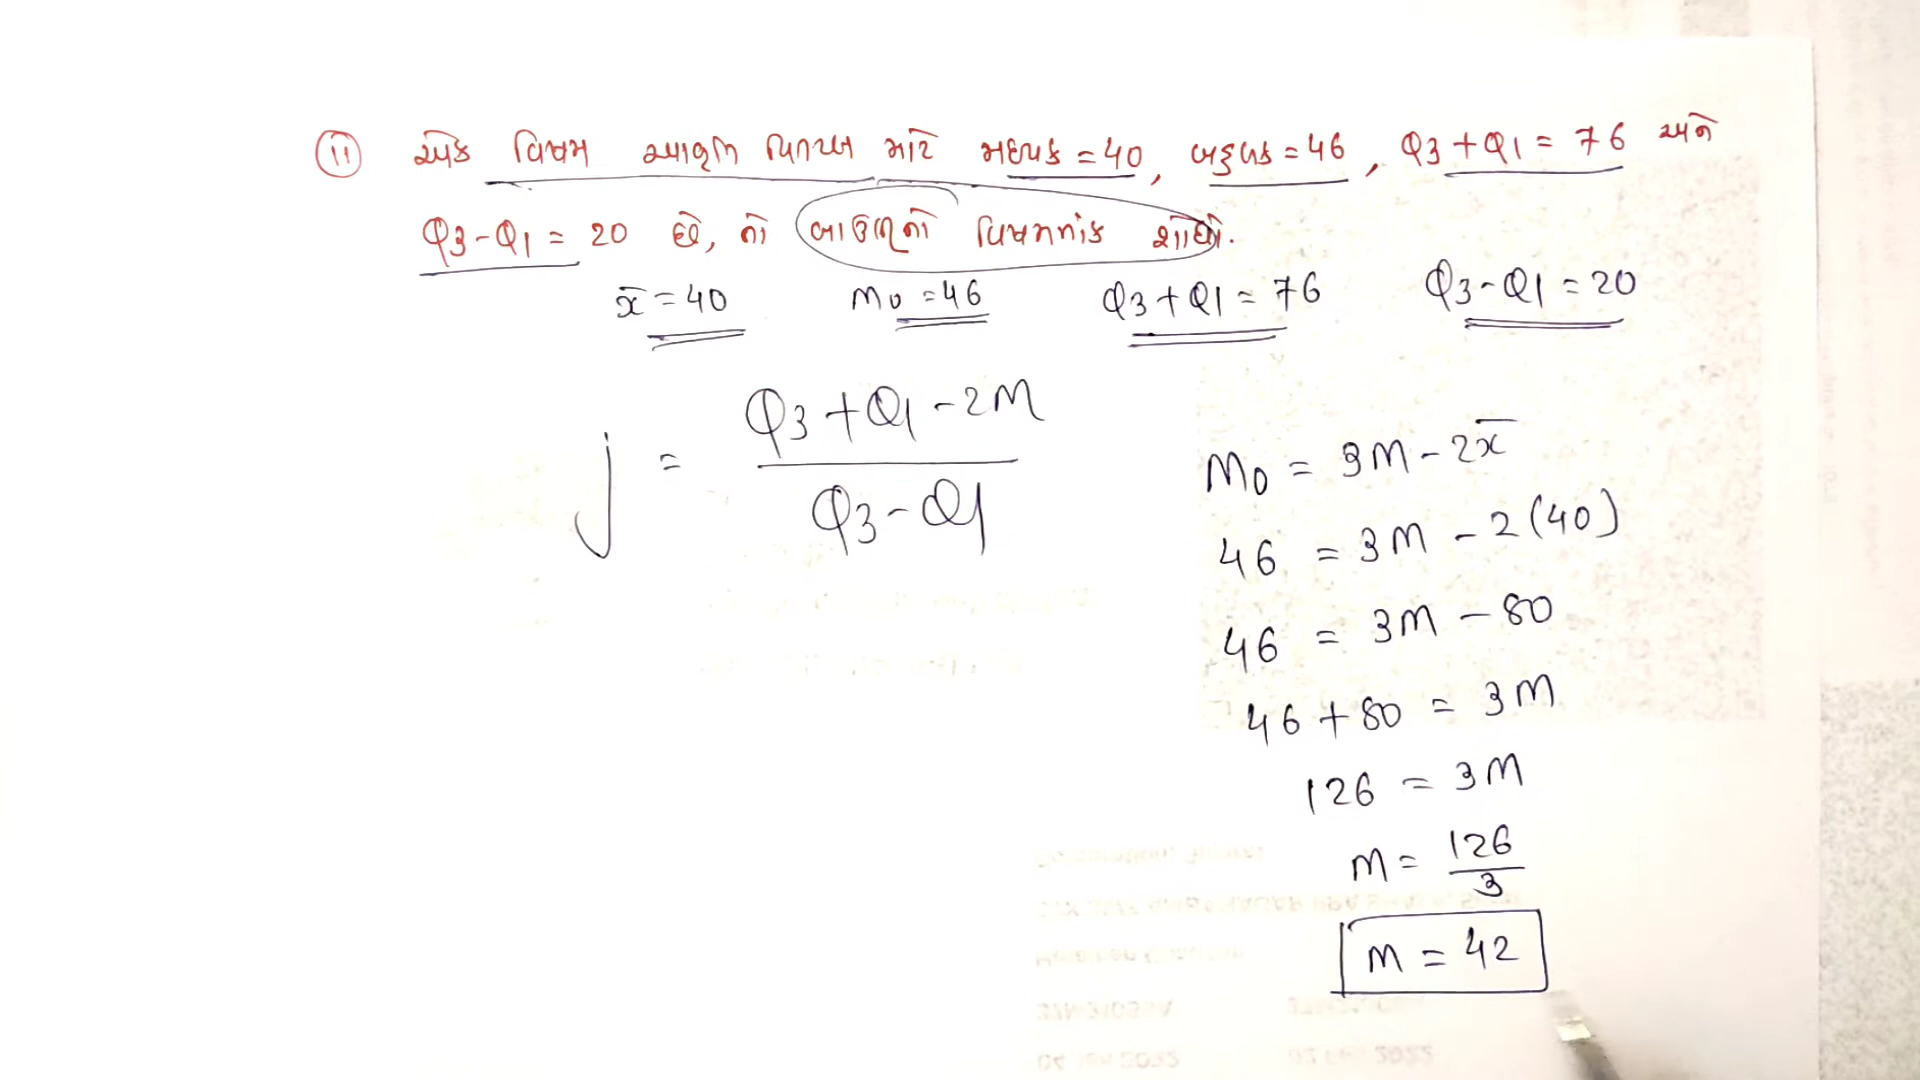 (11) એક વિષમ આવૃત્તિ વિતરણ માટે મધ્યક = 40, બહુલક = 46, Q3 + Q1 = 76 અને
Q3 - Q1 = 20 છે, તો બાઉલીનો વિષમતાંક શોધો.
x̄ = 40 M0 = 46 Q3 + Q1 = 76 Q3 - Q1 = 20
j = (Q3 + Q1 - 2M) / (Q3 - Q1)
M0 = 3M - 2x̄
46 = 3M - 2(40)
46 = 3M - 80
46 + 80 = 3M
126 = 3M
M = 126/3
M = 42